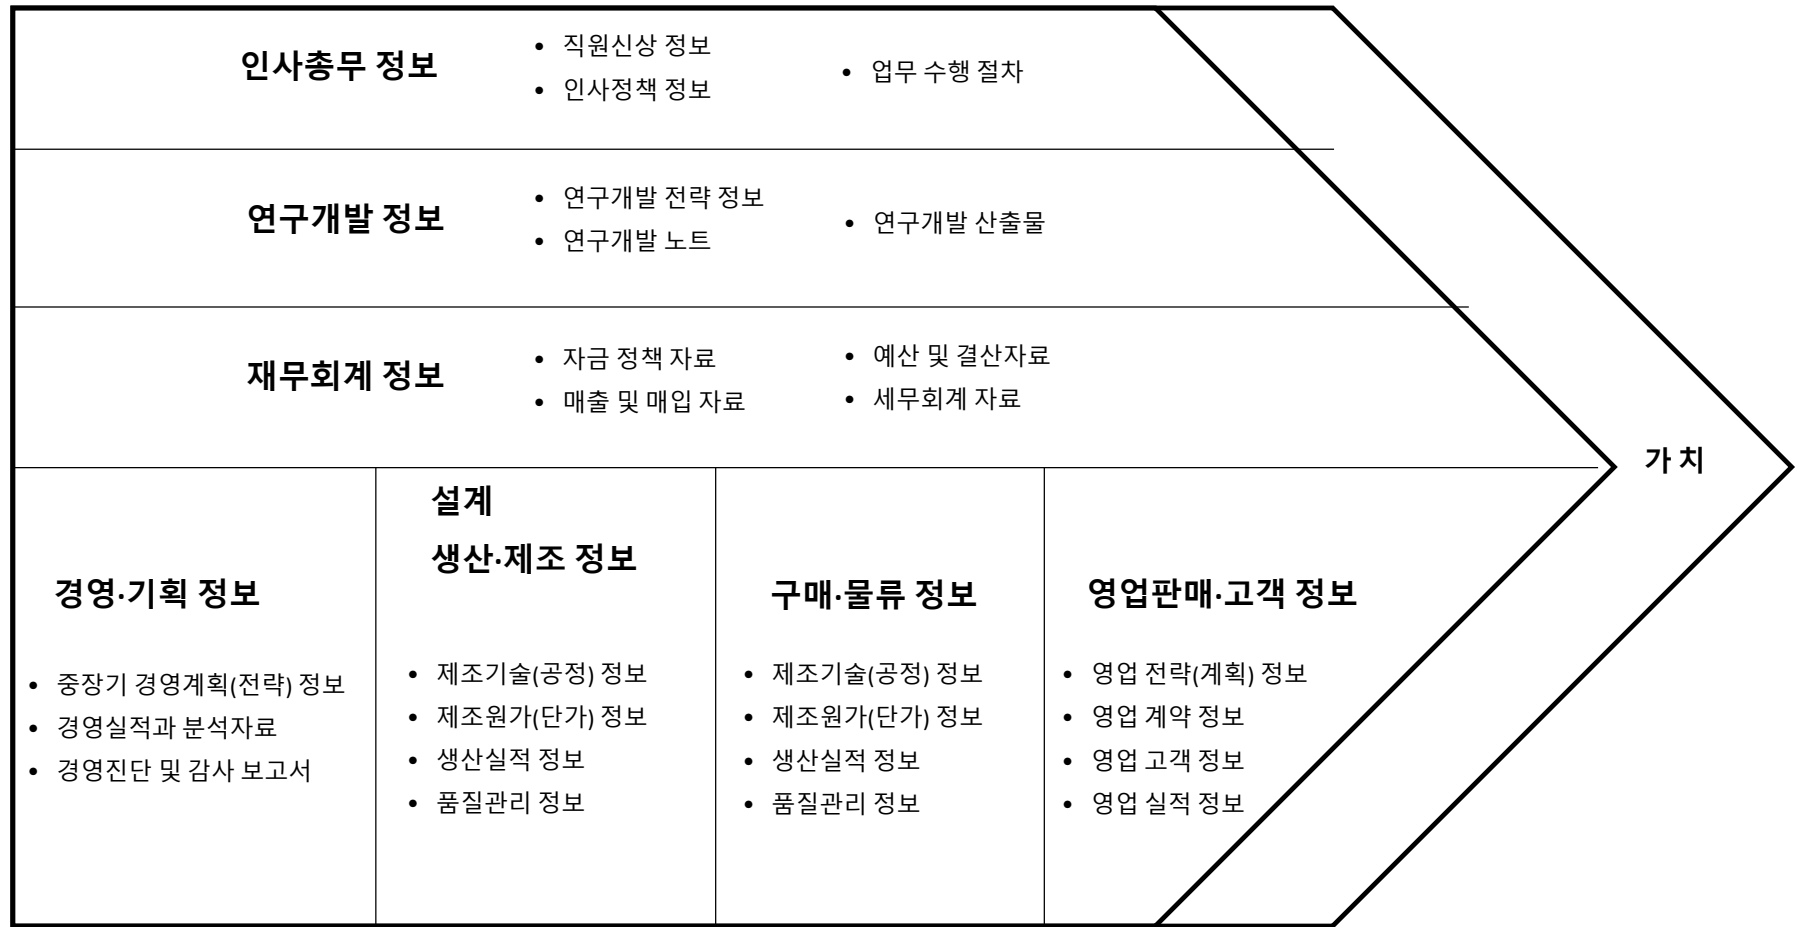 인사총무 정보
• 직원신상 정보
• 인사정책 정보
• 업무 수행 절차
연구개발 정보
• 연구개발 전략 정보
• 연구개발 노트
• 연구개발 산출물
재무회계 정보
• 자금 정책 자료
• 매출 및 매입 자료
• 예산 및 결산자료
• 세무회계 자료
가 치
경영·기획 정보
• 중장기 경영계획(전략) 정보
• 경영실적과 분석자료
• 경영진단 및 감사 보고서
설계
생산·제조 정보
• 제조기술(공정) 정보
• 제조원가(단가) 정보
• 생산실적 정보
• 품질관리 정보
구매·물류 정보
• 제조기술(공정) 정보
• 제조원가(단가) 정보
• 생산실적 정보
• 품질관리 정보
영업판매·고객 정보
• 영업 전략(계획) 정보
• 영업 계약 정보
• 영업 고객 정보
• 영업 실적 정보